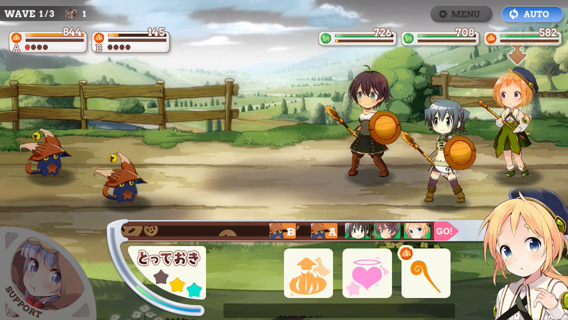 WAVE 1/3 1
MENU
AUTO
844
A
145
B
726
708
582
B
A
GO!
とっておき
SUPPORT